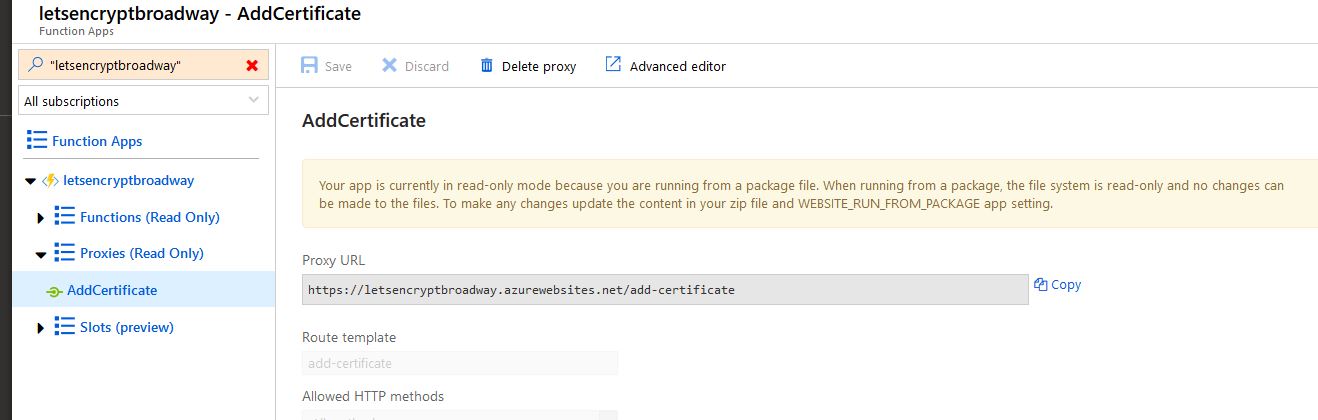 letsencryptbroadway - AddCertificate
Function Apps
"letsencryptbroadway"
All subscriptions
Function Apps
letsencryptbroadway
Functions (Read Only)
Proxies (Read Only)
AddCertificate
Slots (preview)
Save Discard Delete proxy Advanced editor
AddCertificate
Your app is currently in read-only mode because you are running from a package file. When running from a package, the file system is read-only and no changes can
be made to the files. To make any changes update the content in your zip file and WEBSITE_RUN_FROM_PACKAGE app setting.
Proxy URL
https://letsencryptbroadway.azurewebsites.net/add-certificate Copy
Route template
add-certificate
Allowed HTTP methods